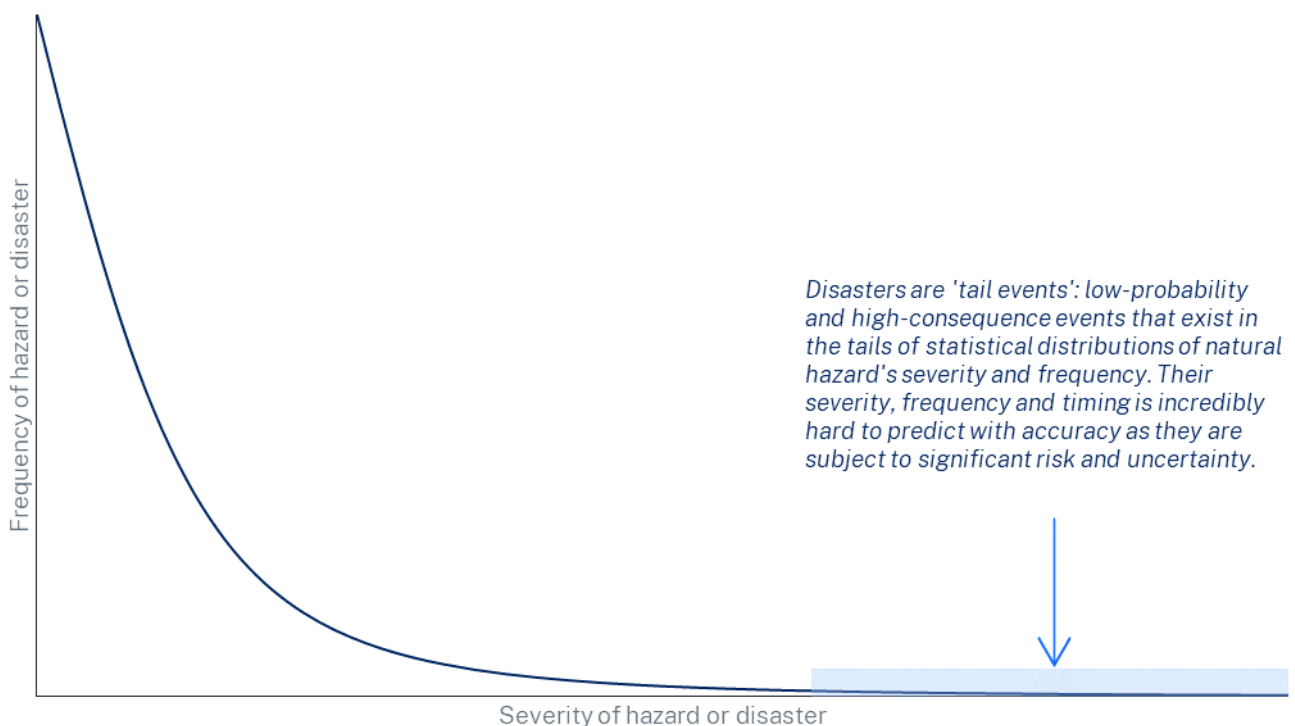 Frequency of hazard or disaster
Disasters are 'tail events': low-probability
and high-consequence events that exist in
the tails of statistical distributions of natural
hazard's severity and frequency. Their
severity, frequency and timing is incredibly
hard to predict with accuracy as they are
subject to significant risk and uncertainty.
Severity of hazard or disaster